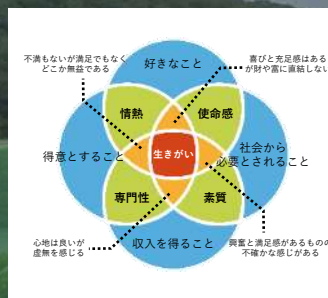 好きなこと
不満もないが満足でもなく
どこか無益である
喜びと充足感はある
が財や富に直結しない
情熱
使命感
得意とすること
生きがい
社会から
必要とされること
専門性
素質
心地は良いが
虚無を感じる
収入を得ること
興奮と満足感があるものの
不確かな感じがある